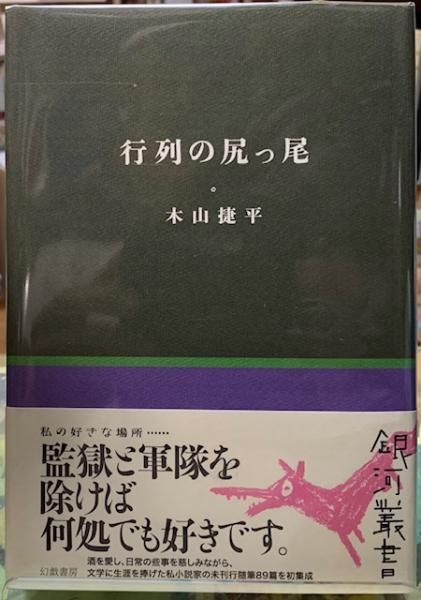 行列の尻っ尾
木山捷平
私の好きな場所……
監獄と軍隊を
除けば
何処でも好きです。
酒を愛し、日常の些事を慈しみながら、
文学に生涯を捧げた私小説家の未刊行随筆89篇を初集成
幻戯書房
銀河叢書